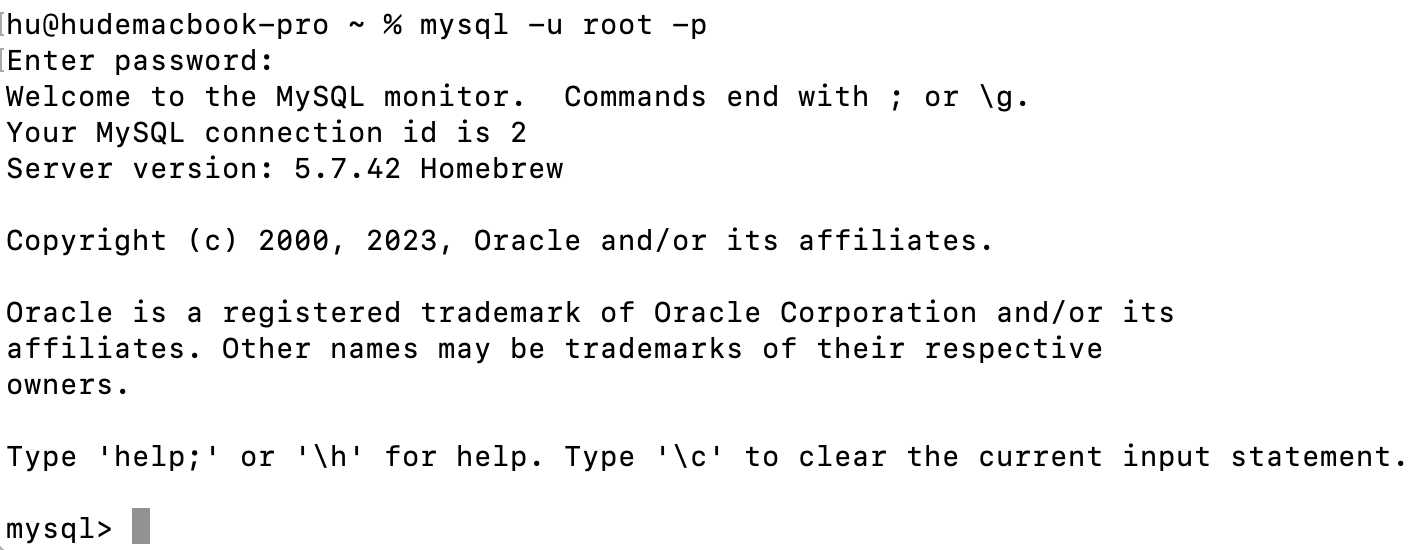 hu@hudemacbook-pro ~ % mysql -u root -p
Enter password:
Welcome to the MySQL monitor.  Commands end with ; or \g.
Your MySQL connection id is 2
Server version: 5.7.42 Homebrew
Copyright (c) 2000, 2023, Oracle and/or its affiliates.
Oracle is a registered trademark of Oracle Corporation and/or its
affiliates. Other names may be trademarks of their respective
owners.
Type 'help;' or '\h' for help. Type '\c' to clear the current input statement.
mysql>